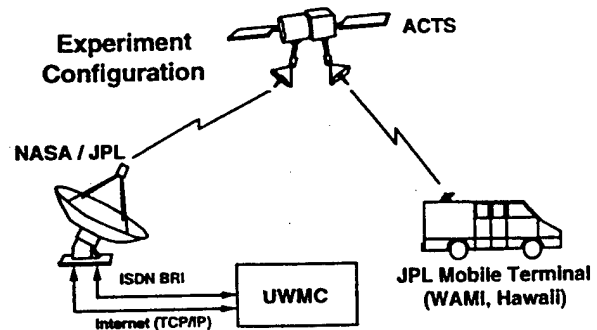 Experiment
Configuration
ACTS
NASA / JPL
ISDN BRI
Internet (TCP/IP)
UWMC
JPL Mobile Terminal
(WAMI, Hawaii)